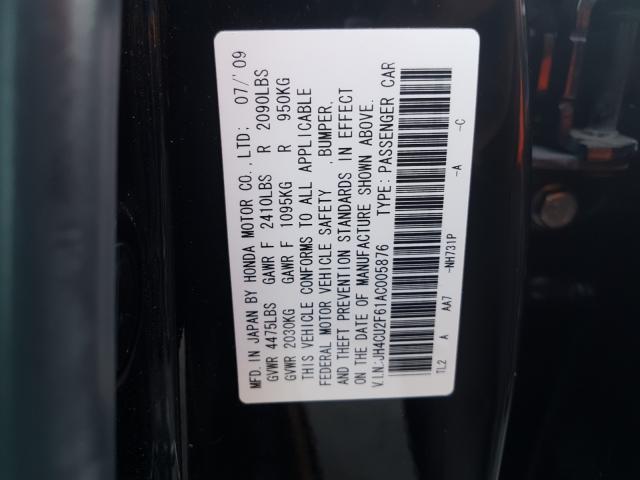 MFD. IN JAPAN BY HONDA MOTOR CO., LTD: 07/'09
GVWR 4475LBS GAWR F 2410LBS R 2090LBS
GVWR 2030KG GAWR F 1095KG R 950KG
THIS VEHICLE CONFORMS TO ALL APPLICABLE
FEDERAL MOTOR VEHICLE SAFETY ,BUMPER,
AND THEFT PREVENTION STANDARDS IN EFFECT
ON THE DATE OF MANUFACTURE SHOWN ABOVE.
V.I.N.:JH4CU2F61AC005876 TYPE: PASSENGER CAR
TL2 A AA7 -NH731P -A -C